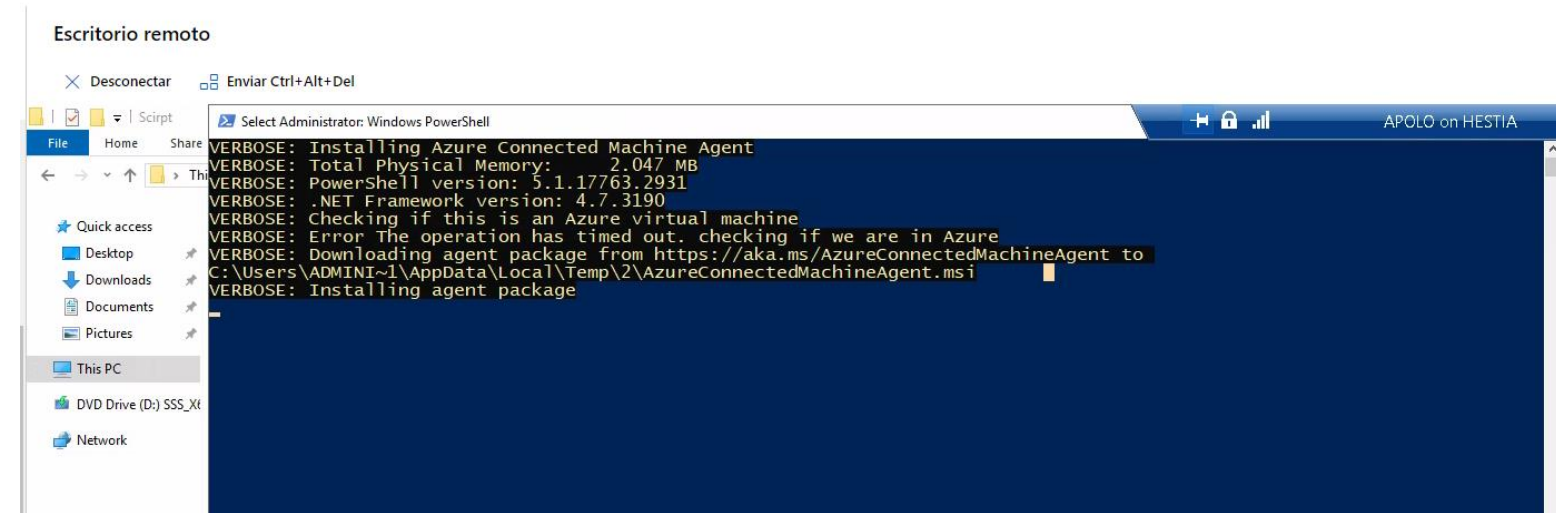 Escritorio remoto
Desconectar Enviar Ctrl+Alt+Del
Scirpt
Select Administrator: Windows PowerShell
APOLO on HESTIA
File Home Share
VERBOSE: Installing Azure Connected Machine Agent
VERBOSE: Total Physical Memory: 2.047 MB
VERBOSE: PowerShell version: 5.1.17763.2931
VERBOSE: .NET Framework version: 4.7.3190
VERBOSE: Checking if this is an Azure virtual machine
VERBOSE: Error The operation has timed out. checking if we are in Azure
VERBOSE: Downloading agent package from https://aka.ms/AzureConnectedMachineAgent to
C:\Users\ADMINI~1\AppData\Local\Temp\2\AzureConnectedMachineAgent.msi
VERBOSE: Installing agent package
Thi
Quick access
Desktop
Downloads
Documents
Pictures
This PC
DVD Drive (D:) SSS_X6
Network